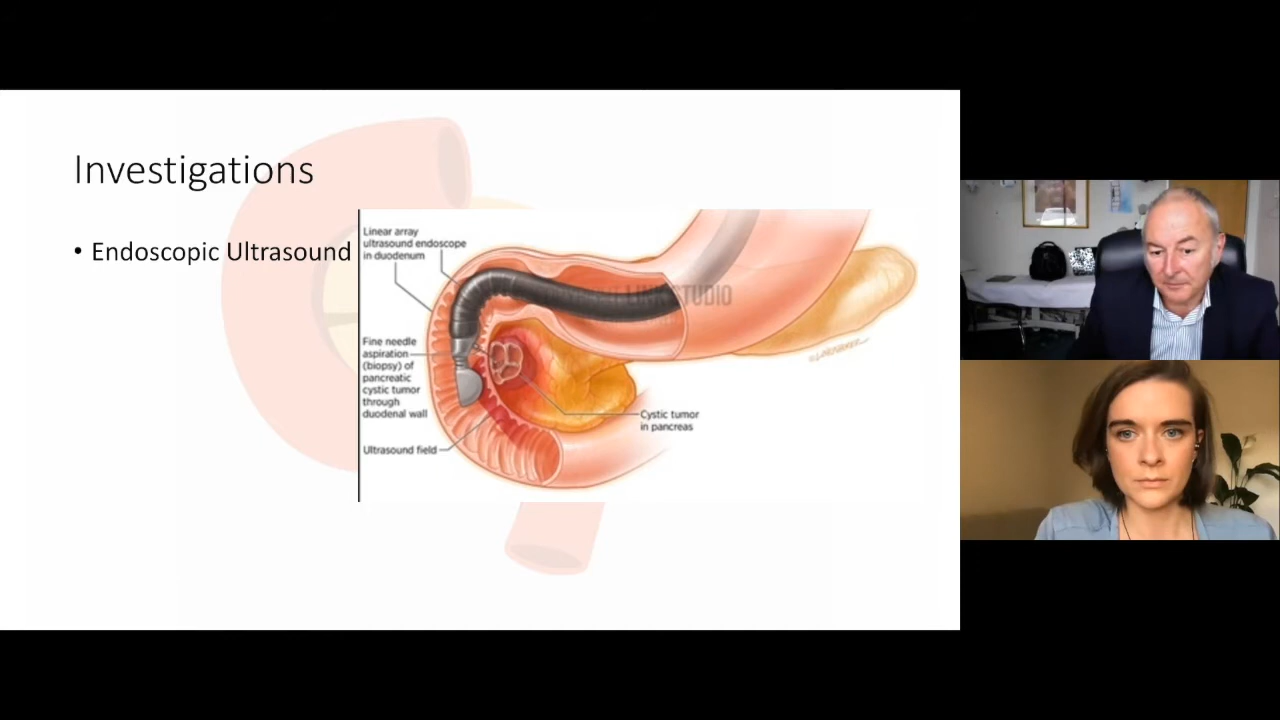 Investigations
• Endoscopic Ultrasound
Linear array
ultrasound endoscope
in duodenum
STUDIO
Fine needle
aspiration
(biopsy) of
pancreatic
cystic tumor
through
duodenal wall
Cystic tumor
in pancreas
Ultrasound field